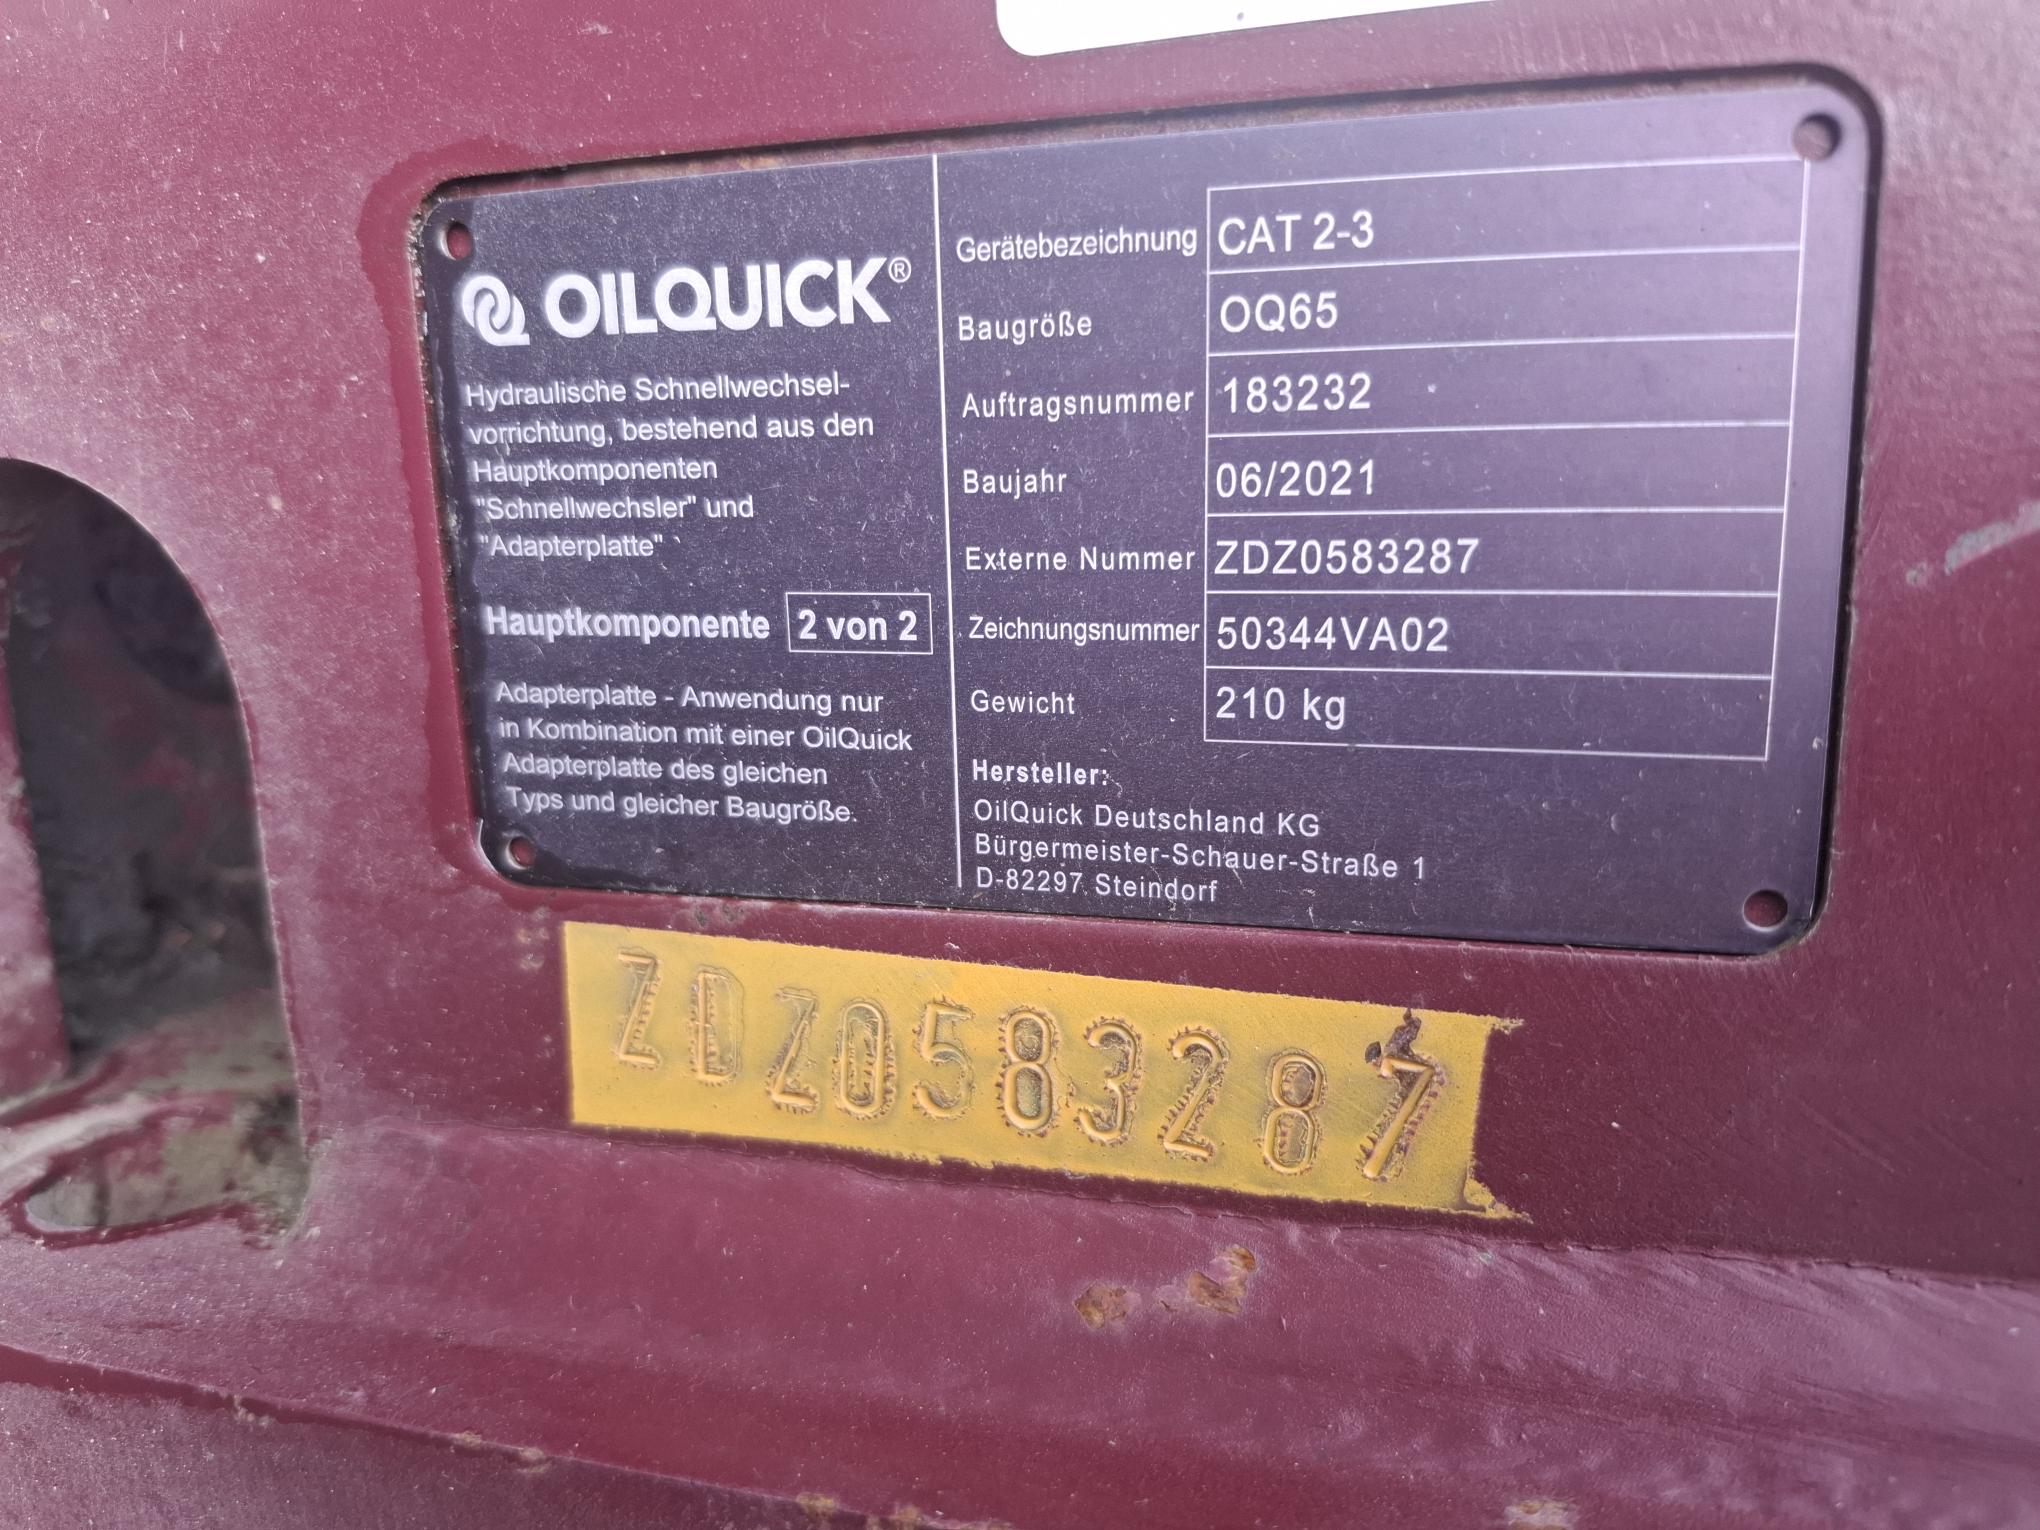 OILQUICK®
Hydraulische Schnellwechsel-
vorrichtung, bestehend aus den
Hauptkomponenten
"Schnellwechsler" und
"Adapterplatte"
Hauptkomponente 2 von 2
Adapterplatte - Anwendung nur
in Kombination mit einer OilQuick
Adapterplatte des gleichen
Typs und gleicher Baugröße.
Gerätebezeichnung CAT 2-3
Baugröße OQ65
Auftragsnummer 183232
Baujahr 06/2021
Externe Nummer ZDZ0583287
Zeichnungsnummer 50344VA02
Gewicht 210 kg
Hersteller:
OilQuick Deutschland KG
Bürgermeister-Schauer-Straße 1
D-82297 Steindorf
ZDZ0583287